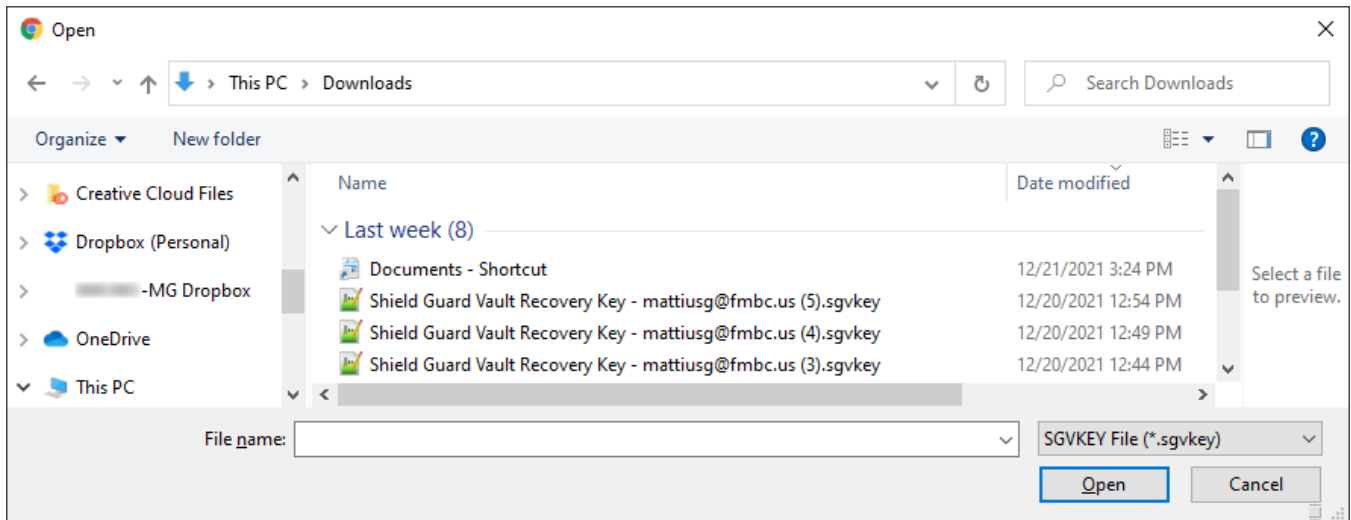 Open
This PC > Downloads
Search Downloads
Organize
New folder
Creative Cloud Files
Dropbox (Personal)
-MG Dropbox
OneDrive
This PC
Name Date modified
Last week (8)
Documents - Shortcut 12/21/2021 3:24 PM
Shield Guard Vault Recovery Key - mattiusg@fmbc.us (5).sgvkey 12/20/2021 12:54 PM
Shield Guard Vault Recovery Key - mattiusg@fmbc.us (4).sgvkey 12/20/2021 12:49 PM
Shield Guard Vault Recovery Key - mattiusg@fmbc.us (3).sgvkey 12/20/2021 12:44 PM
Select a file
to preview.
File name:
SGVKEY File (*.sgvkey)
Open
Cancel